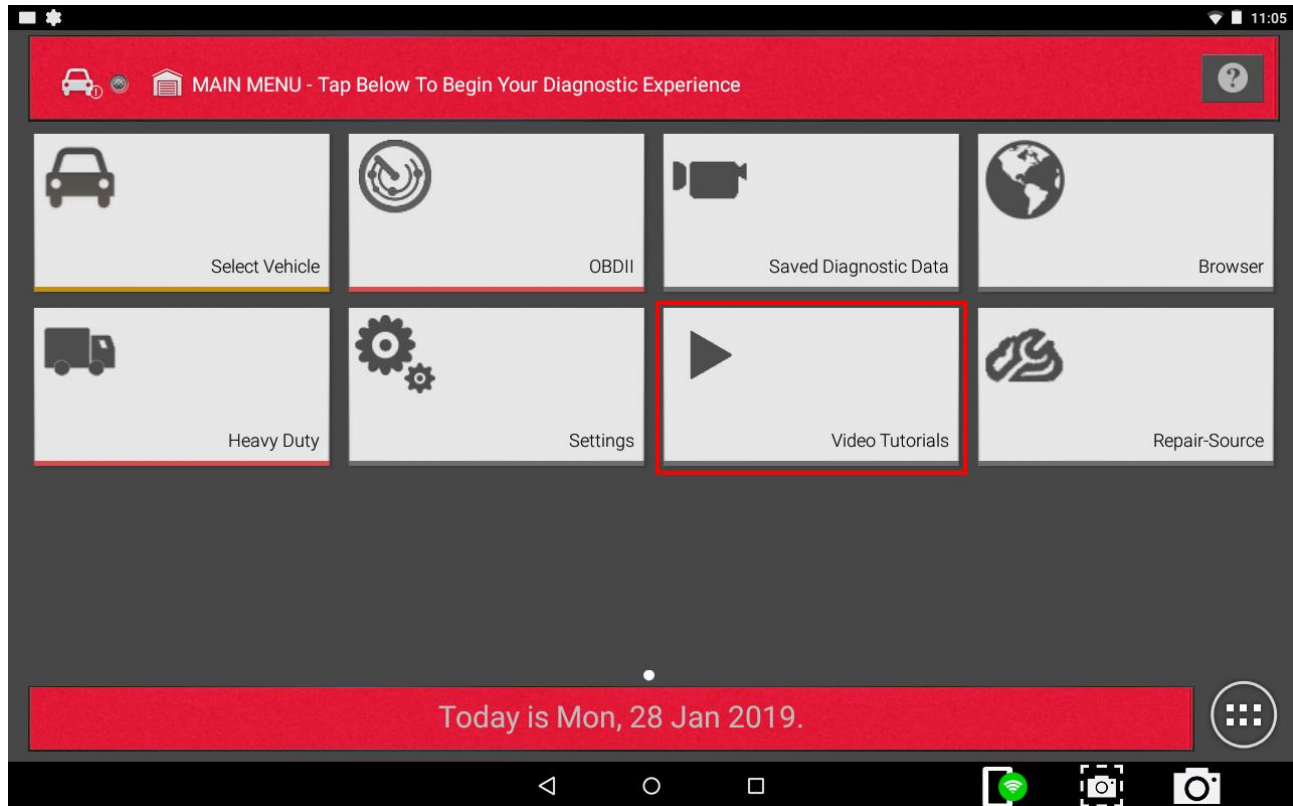 11:05
MAIN MENU - Tap Below To Begin Your Diagnostic Experience
Select Vehicle
OBDII
Saved Diagnostic Data
Browser
Heavy Duty
Settings
Video Tutorials
Repair-Source
Today is Mon, 28 Jan 2019.